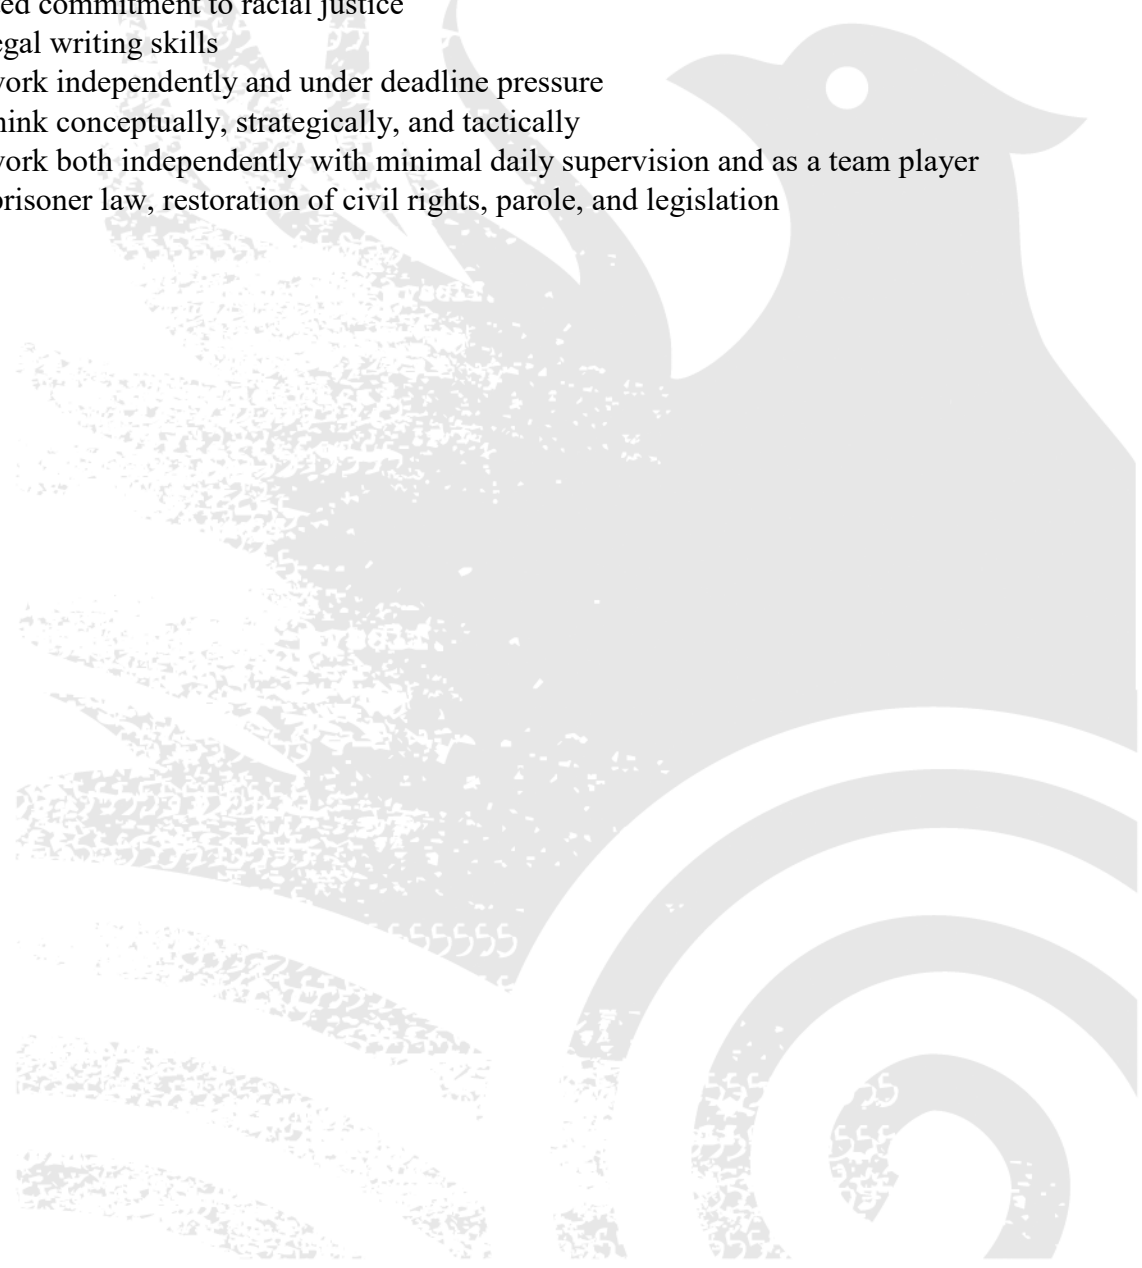 ed commitment to racial justice
egal writing skills
work independently and under deadline pressure
hink conceptually, strategically, and tactically
work both independently with minimal daily supervision and as a team player
prisoner law, restoration of civil rights, parole, and legislation
555555